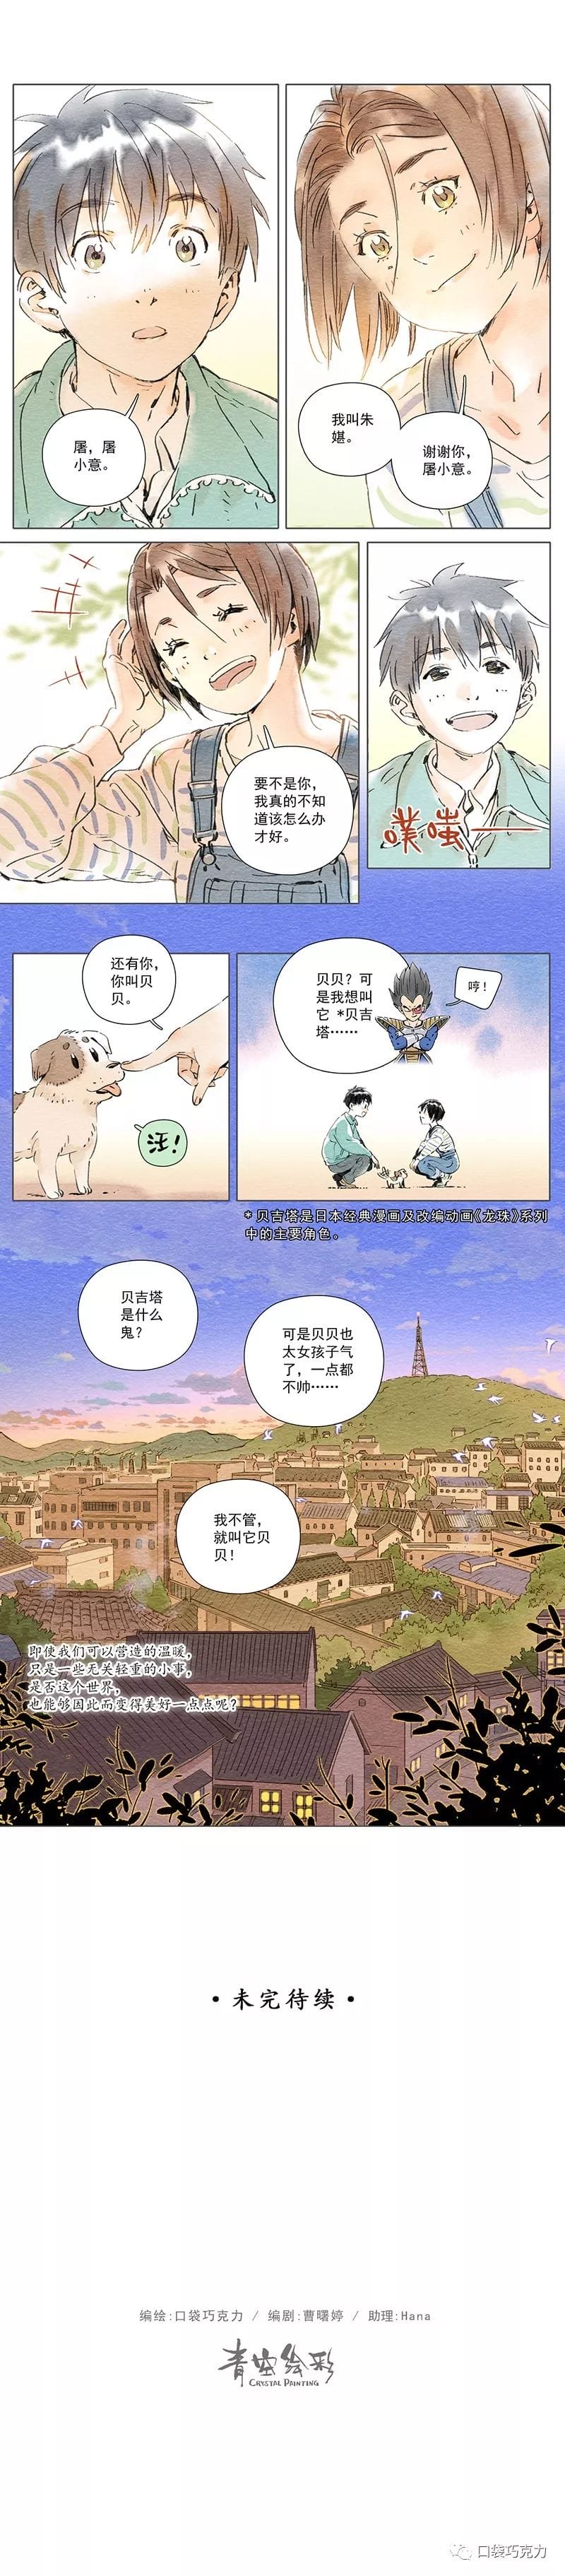 屠，屠
小意。
我叫朱
媅。
谢谢你，
屠小意。
要不是你，
我真的不知
道该怎么办
才好。
噗嗤——
还有你，
你叫贝
贝。
汪!
贝贝？可
是我想叫
它 *贝吉
塔……
哼！
*贝吉塔是日本经典漫画及改编动画《龙珠》系列
中的主要角色。
贝吉塔
是什么
鬼？
可是贝贝也
太女孩子气
了，一点都
不帅……
我不管，
就叫它贝
贝！
即使我们可以营造的温暖，
只是一些无关轻重的小事，
是否这个世界，
也能够因此而变得美好一点点呢？
·未完待续·
编绘:口袋巧克力 / 编剧:曹曙婷 / 助理:Hana
青空绘彩
CRYSTAL PAINTING
口袋巧克力